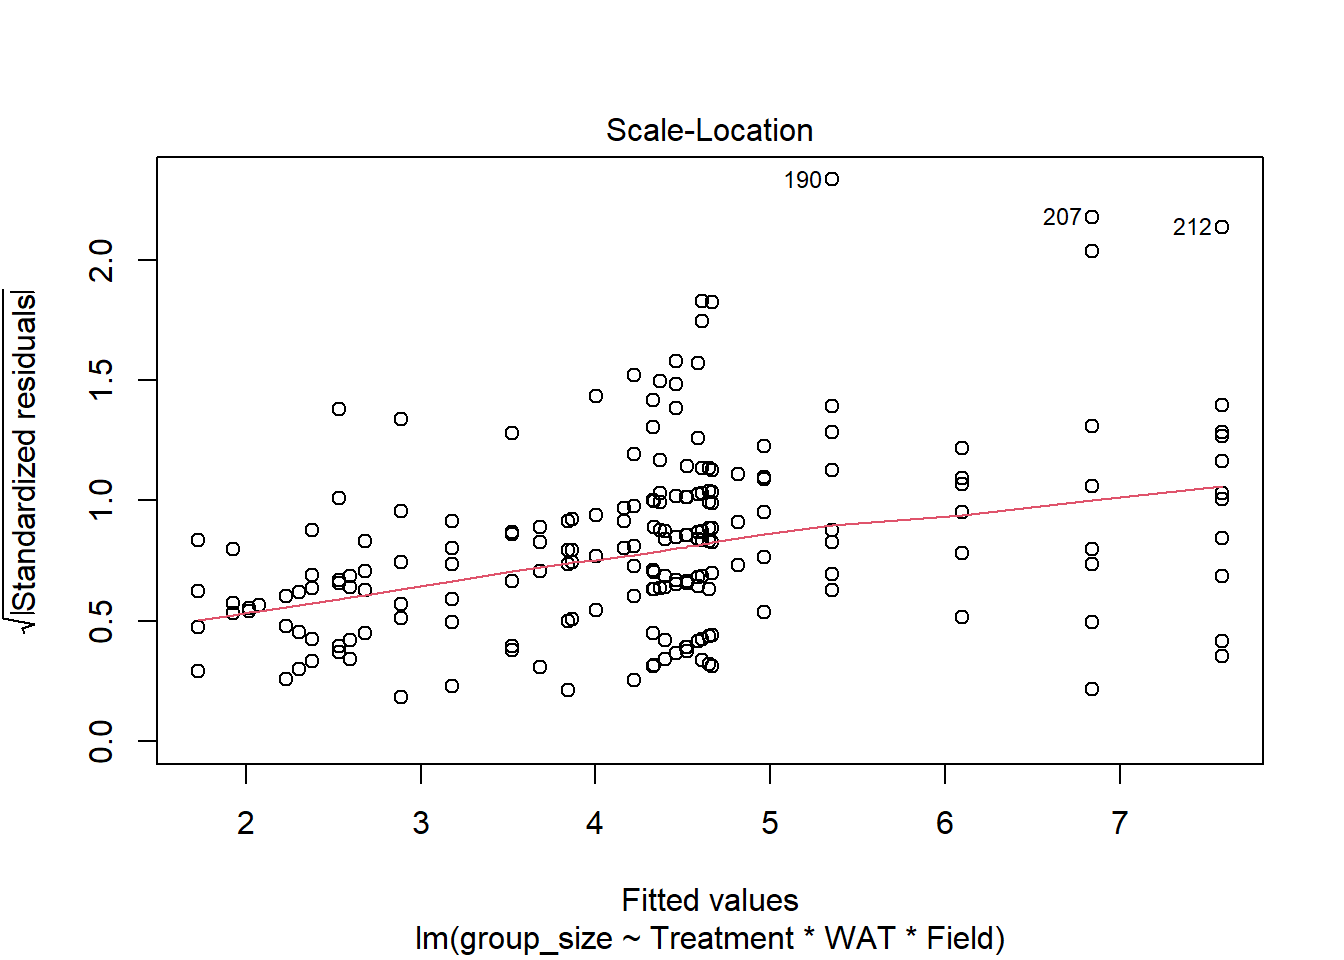 Scale-Location
190
207
212
√|Standardized residuals|
2.0
1.5
1.0
0.5
0.0
2 3 4 5 6 7
Fitted values
lm(group_size ~ Treatment * WAT * Field)